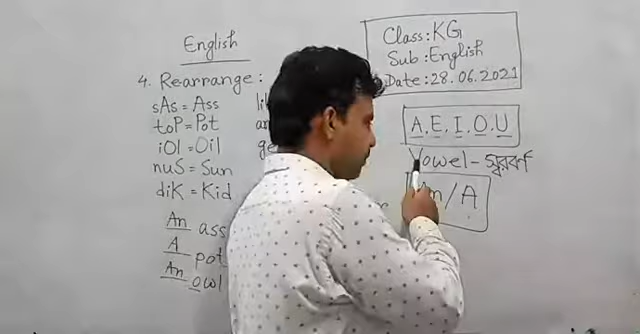 English
4. Rearrange:
sAs = Ass
toP = Pot
iOl = Oil
nuS = Sun
diK = Kid
An ass
A pot
An owl
Class: KG
Sub: English
Date: 28.06.2021
A.E.I.O.U
Vowel - স্বরবর্ণ
An/A